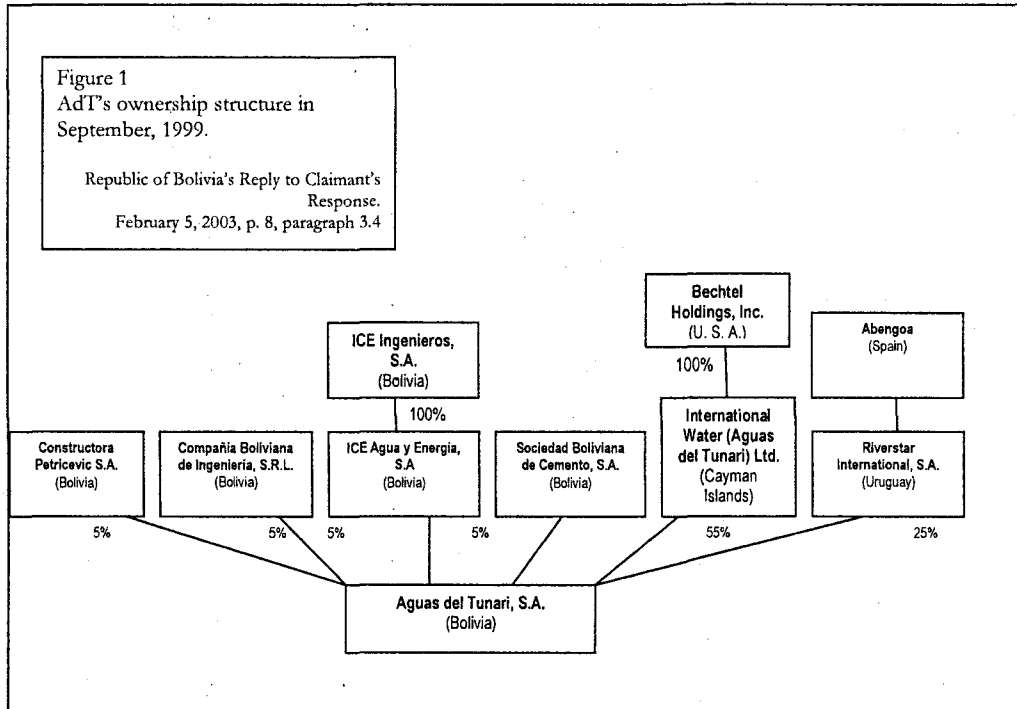 Figure 1
AdT's ownership structure in
September, 1999.
Republic of Bolivia's Reply to Claimant's
Response.
February 5, 2003, p. 8, paragraph 3.4
Bechtel
Holdings, Inc.
(U. S. A.)
Abengoa
(Spain)
ICE Ingenieros,
S.A.
(Bolivia)
100%
100%
Constructora
Petricevic S.A.
(Bolivia)
Compañia Boliviana
de Ingeniería, S.R.L.
(Bolivia)
ICE Agua y Energia,
S.A
(Bolivia)
Sociedad Boliviana
de Cemento, S.A.
(Bolivia)
International
Water (Aguas
del Tunari) Ltd.
(Cayman
Islands)
Riverstar
International, S.A.
(Uruguay)
5%
5%
5%
5%
55%
25%
Aguas del Tunari, S.A.
(Bolivia)